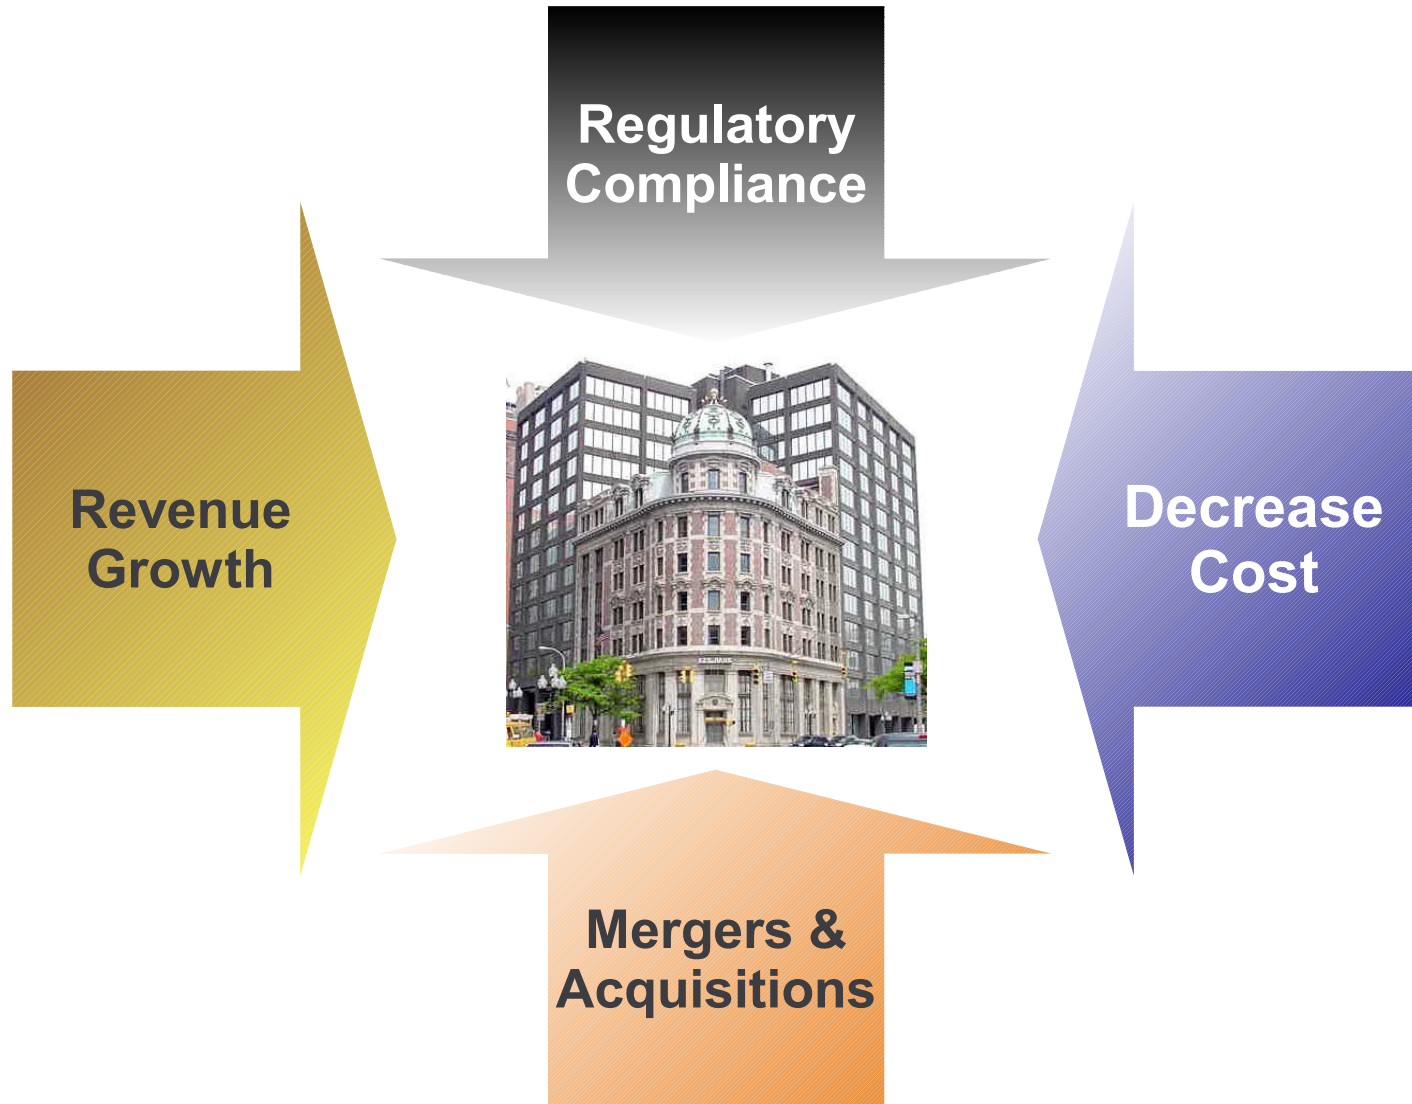 Regulatory
Compliance
Revenue
Growth
Decrease
Cost
Mergers &
Acquisitions